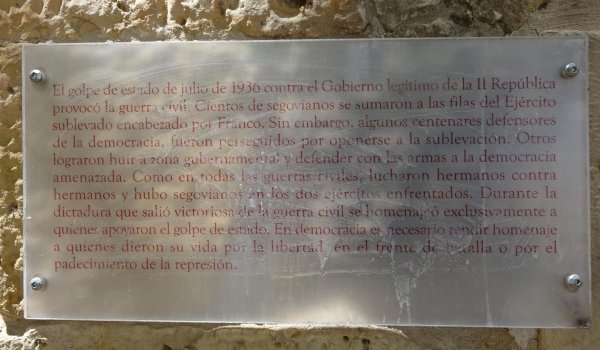 El golpe de estado de julio de 1936 contra el Gobierno legítimo de la II República
provocó la guerra civil. Cientos de segovianos se sumaron a las filas del Ejército
sublevado encabezado por Franco. Sin embargo, algunos centenares defensores
de la democracia, fueron perseguidos por oponerse a la sublevación. Otros
lograron huir a zona gubernamental y defender con las armas a la democracia
amenazada. Como en todas las guerras civiles, lucharon hermanos contra
hermanos y hubo segovianos en los dos ejércitos enfrentados. Durante la
dictadura que salió victoriosa de la guerra civil se homenajeó exclusivamente a
quienes apoyaron el golpe de estado. En democracia es necesario rendir homenaje
a quienes dieron su vida por la libertad, en el frente de batalla o por el
padecimiento de la represión.